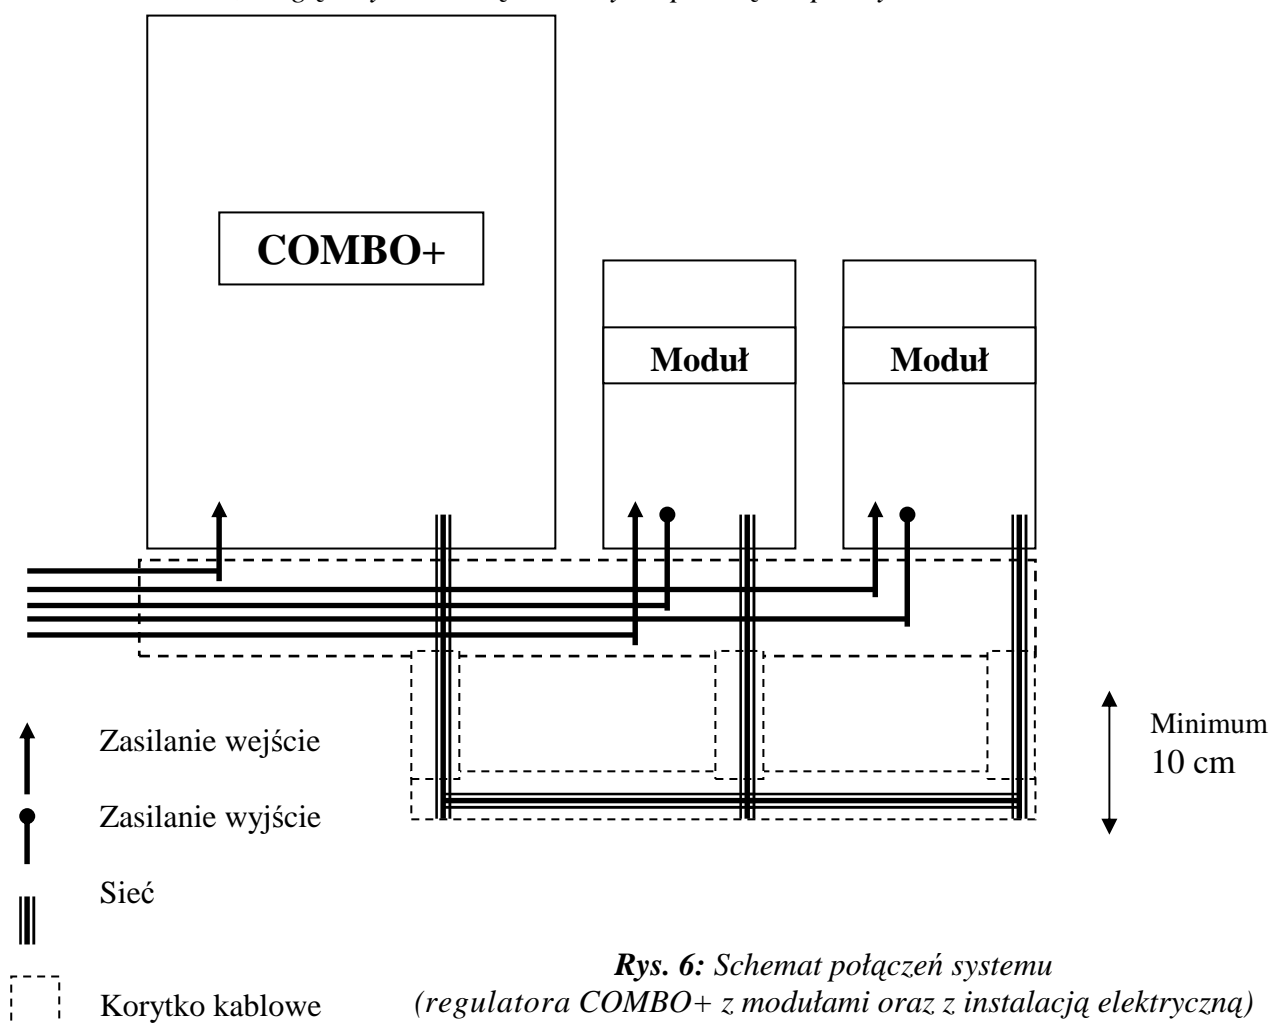 COMBO+
Moduł
Moduł
Minimum
10 cm
Zasilanie wejście
Zasilanie wyjście
Sieć
Korytko kablowe
Rys. 6: Schemat połączeń systemu
(regulatora COMBO+ z modułami oraz z instalacją elektryczną)